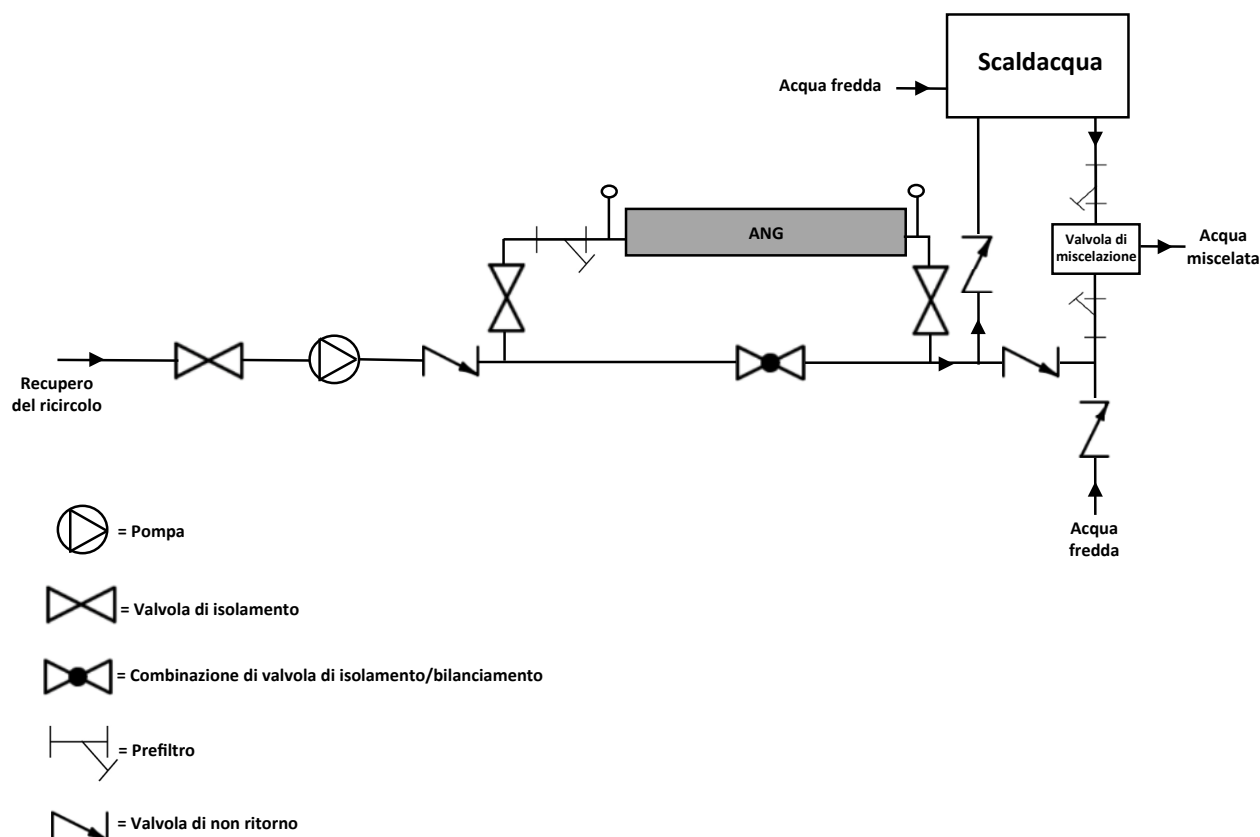 Scaldacqua
Acqua fredda
ANG
Valvola di
miscelazione
Acqua
miscelata
Recupero
del ricircolo
Acqua
fredda
= Pompa
= Valvola di isolamento
= Combinazione di valvola di isolamento/bilanciamento
= Prefiltro
= Valvola di non ritorno